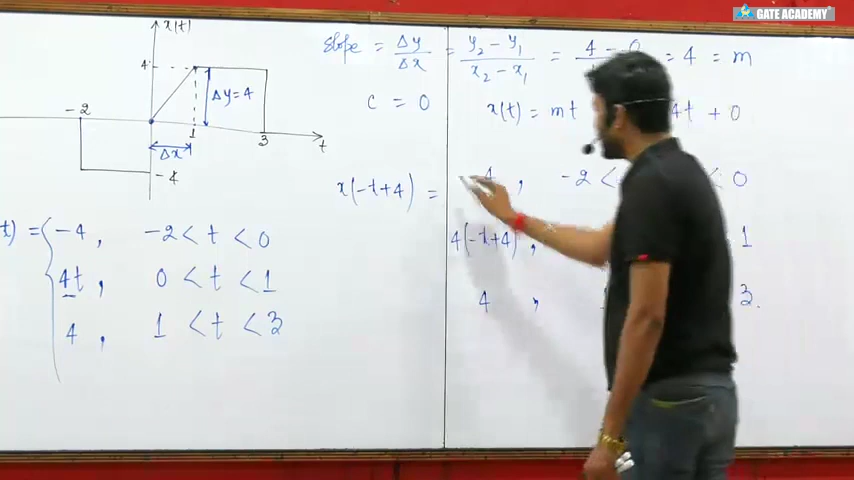 GATE ACADEMY
x(t)
4
Δy=4
-2
1
3
t
Δx
-4
Slope = Δy/Δx = y₂ - y₁/x₂ - x₁ = 4 - 0 = 4 = m
c = 0
x(t) = mt 4t + 0
x(-t+4) = 4, -2 < < 0
4(-t+4), 1
4 , 3.
t) = { -4, -2 < t < 0
4t, 0 < t < 1
4 , 1 < t < 3